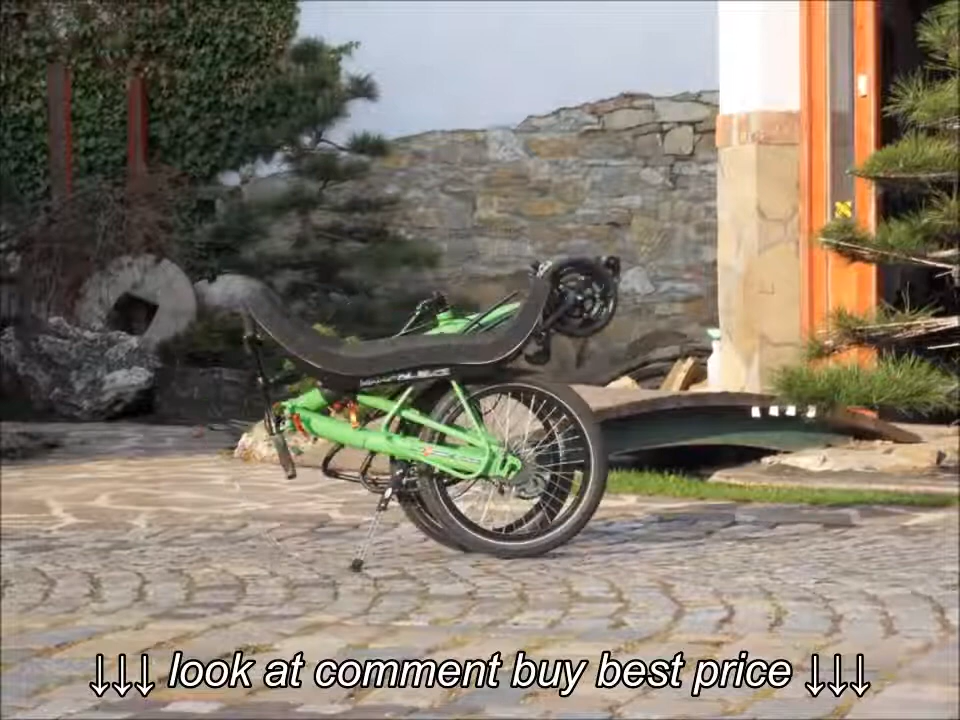 ↓↓↓ look at comment buy best price ↓↓↓